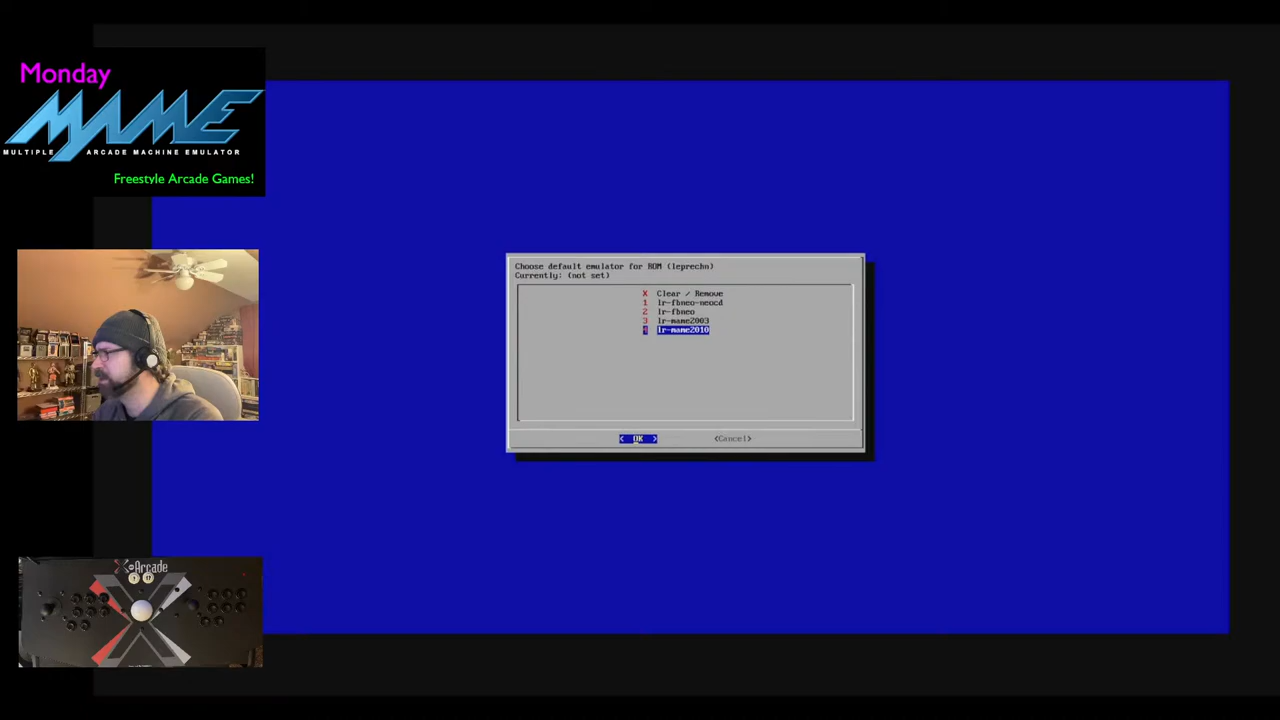 Monday
MAME
MULTIPLE ARCADE MACHINE EMULATOR
Freestyle Arcade Games!
Choose default emulator for ROM (leprechn)
Currently: (not set)
X Clear / Remove
1 lr-fbneo-neocd
2 lr-fbneo
3 lr-mame2003
4 lr-mame2010
< OK >
<Cancel>
X-Arcade